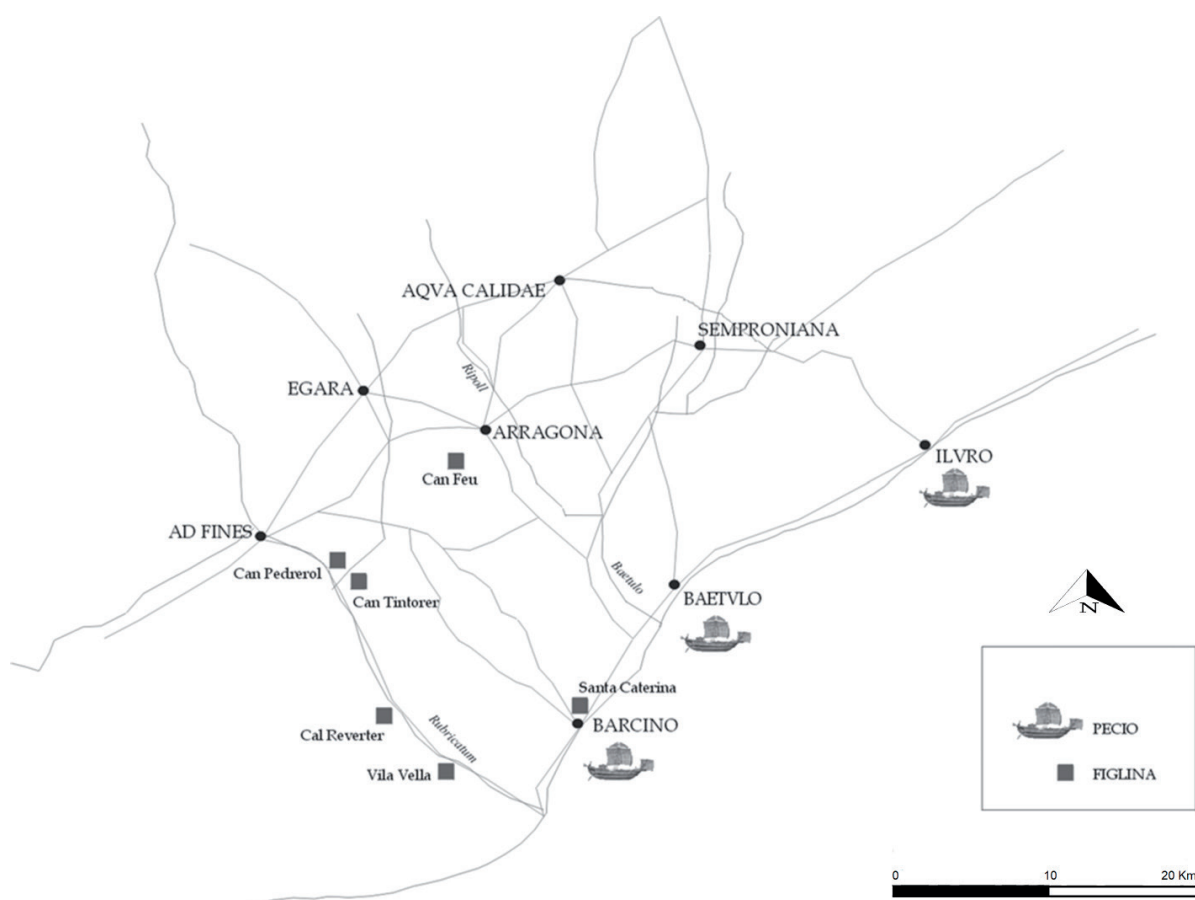 AQVA CALIDAE
SEMPRONIANA
Ripoll
EGARA
ARRAGONA
ILVRO
Can Feu
AD FINES
Can Pedrerol
Can Tintorer
Baetulo
BAETVLO
N
Santa Caterina
BARCINO
Cal Reverter
Rubricatum
Vila Vella
PECIO
FIGLINA
0 10 20 Km